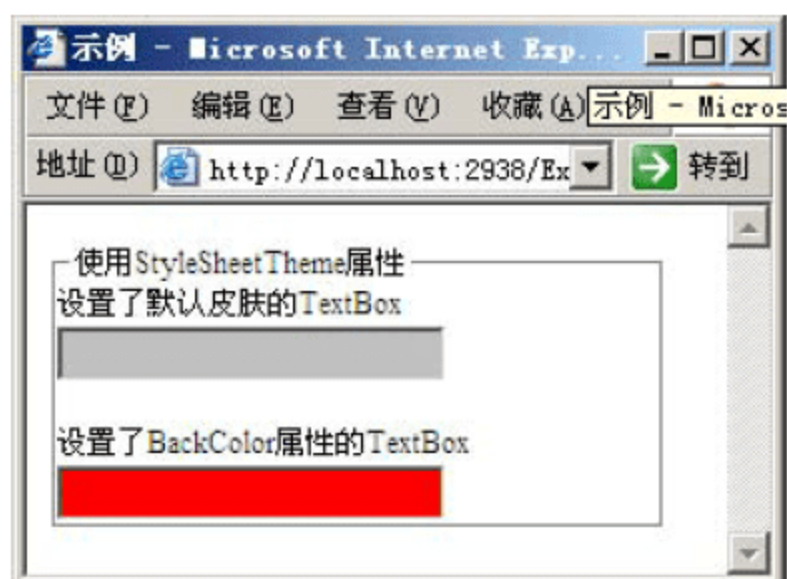 示例 - Microsoft Internet Exp...
文件(F) 编辑(E) 查看(V) 收藏(A) 示例 - Micros
地址(D) http://localhost:2938/Ex 转到
使用StyleSheetTheme属性
设置了默认皮肤的TextBox
设置了BackColor属性的TextBox